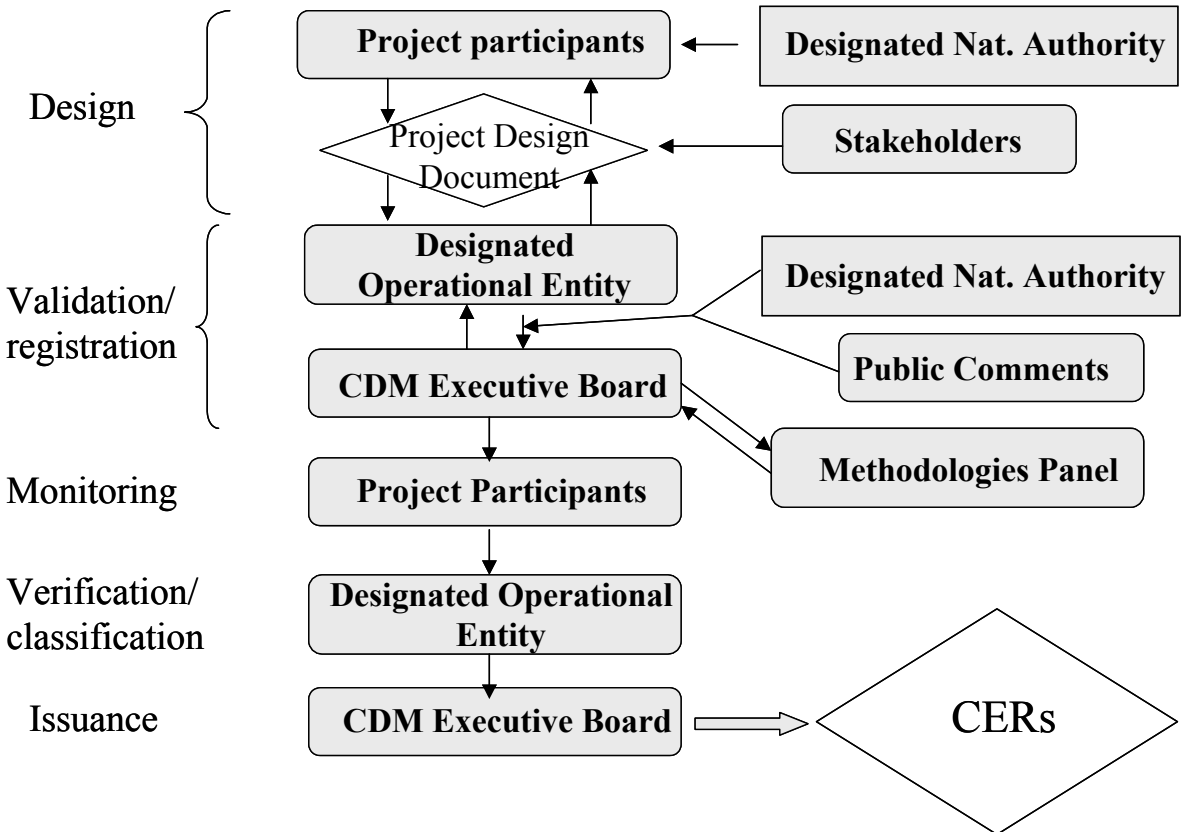 Project participants
Designated Nat. Authority
Design
Project Design
Document
Stakeholders
Designated
Operational Entity
Designated Nat. Authority
Validation/
registration
Public Comments
CDM Executive Board
Methodologies Panel
Monitoring
Project Participants
Verification/
classification
Designated Operational
Entity
Issuance
CDM Executive Board
CERs